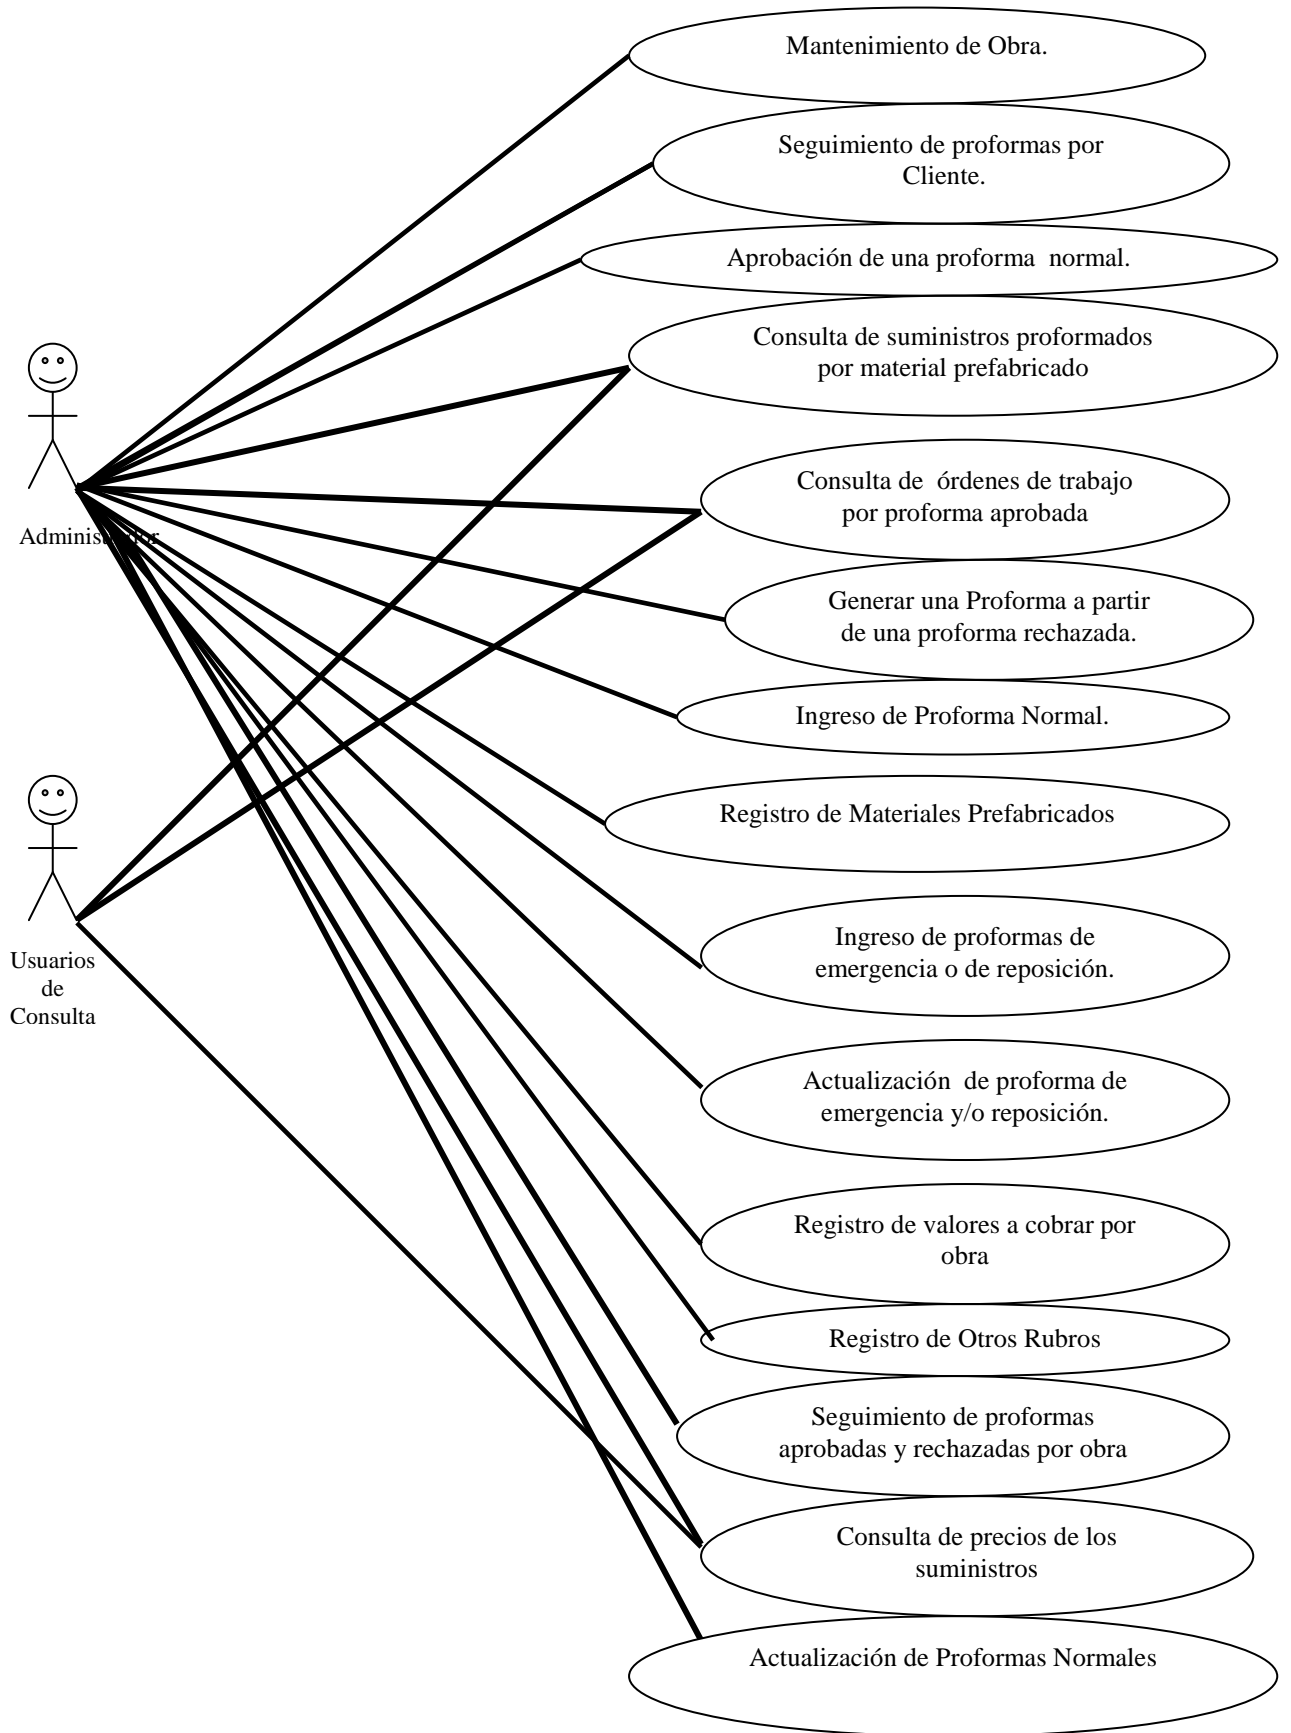 Mantenimiento de Obra.
Seguimiento de proformas por
Cliente.
Aprobación de una proforma  normal.
Consulta de suministros proformados
por material prefabricado
Consulta de  órdenes de trabajo
por proforma aprobada
Administrador
Generar una Proforma a partir
de una proforma rechazada.
Ingreso de Proforma Normal.
Registro de Materiales Prefabricados
Ingreso de proformas de
emergencia o de reposición.
Usuarios
de
Consulta
Actualización  de proforma de
emergencia y/o reposición.
Registro de valores a cobrar por
obra
Registro de Otros Rubros
Seguimiento de proformas
aprobadas y rechazadas por obra
Consulta de precios de los
suministros
Actualización de Proformas Normales